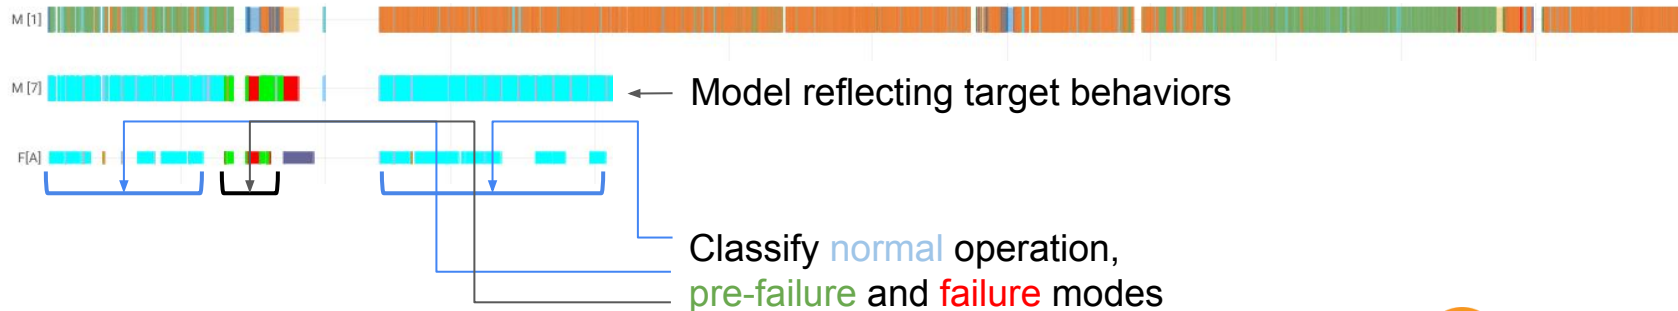 M [1]
M [7]
Model reflecting target behaviors
F[A]
Classify normal operation,
pre-failure and failure modes